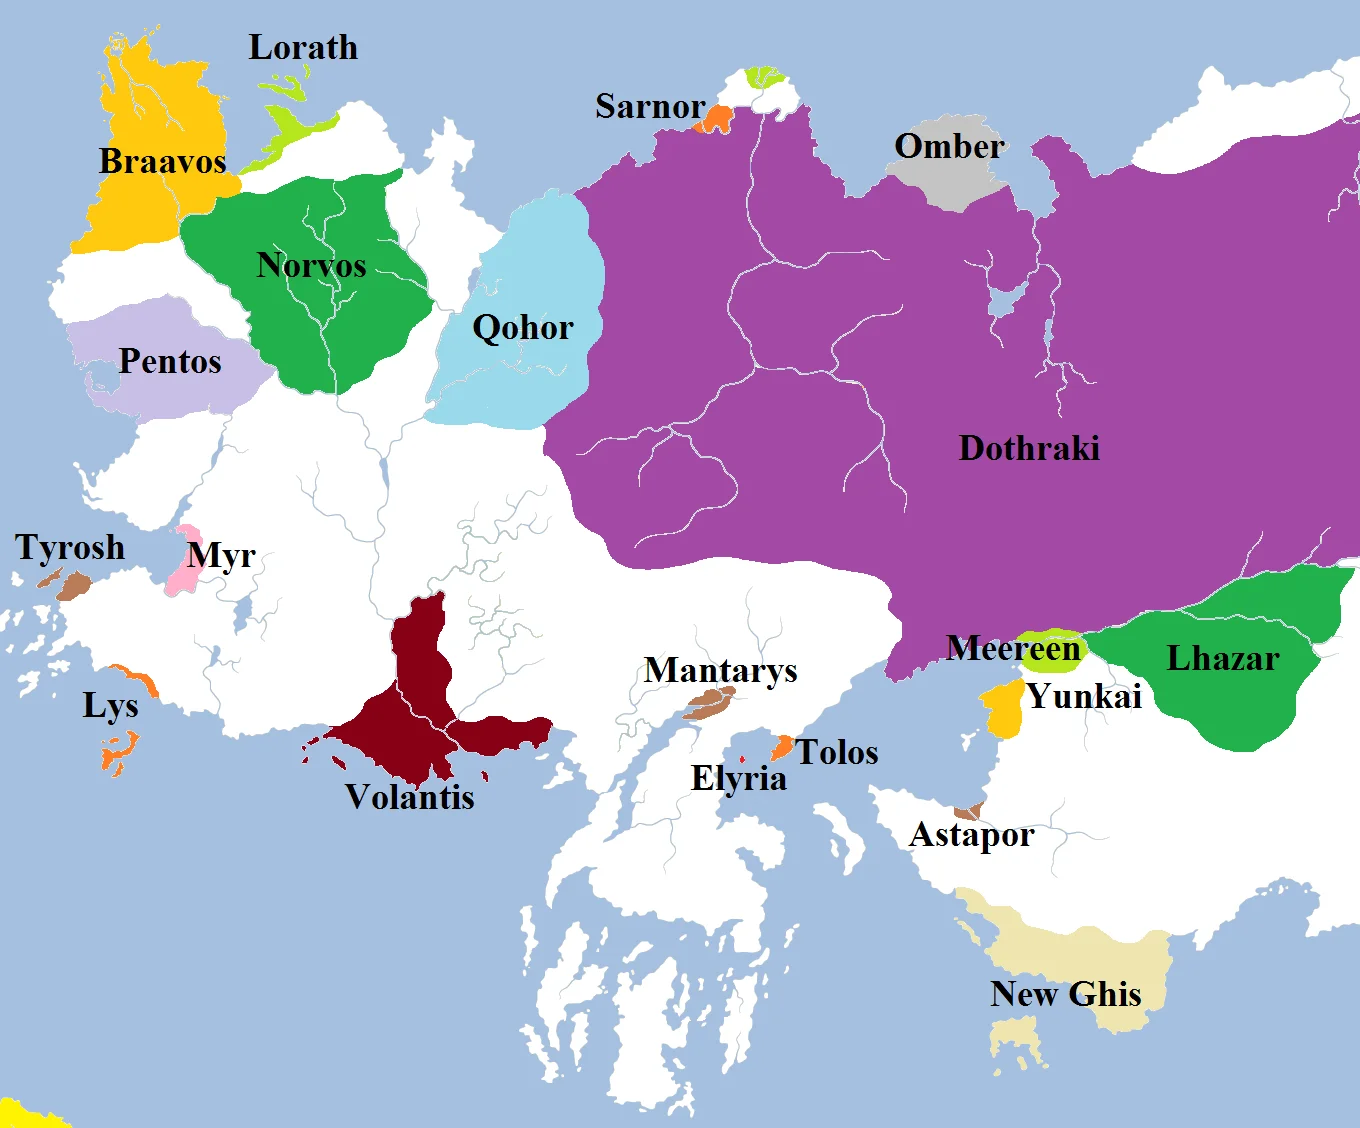 Lorath
Sarnor
Omber
Braavos
Norvos
Qohor
Pentos
Dothraki
Tyrosh
Myr
Meereen
Lhazar
Mantarys
Yunkai
Lys
Tolos
Elyria
Volantis
Astapor
New Ghis